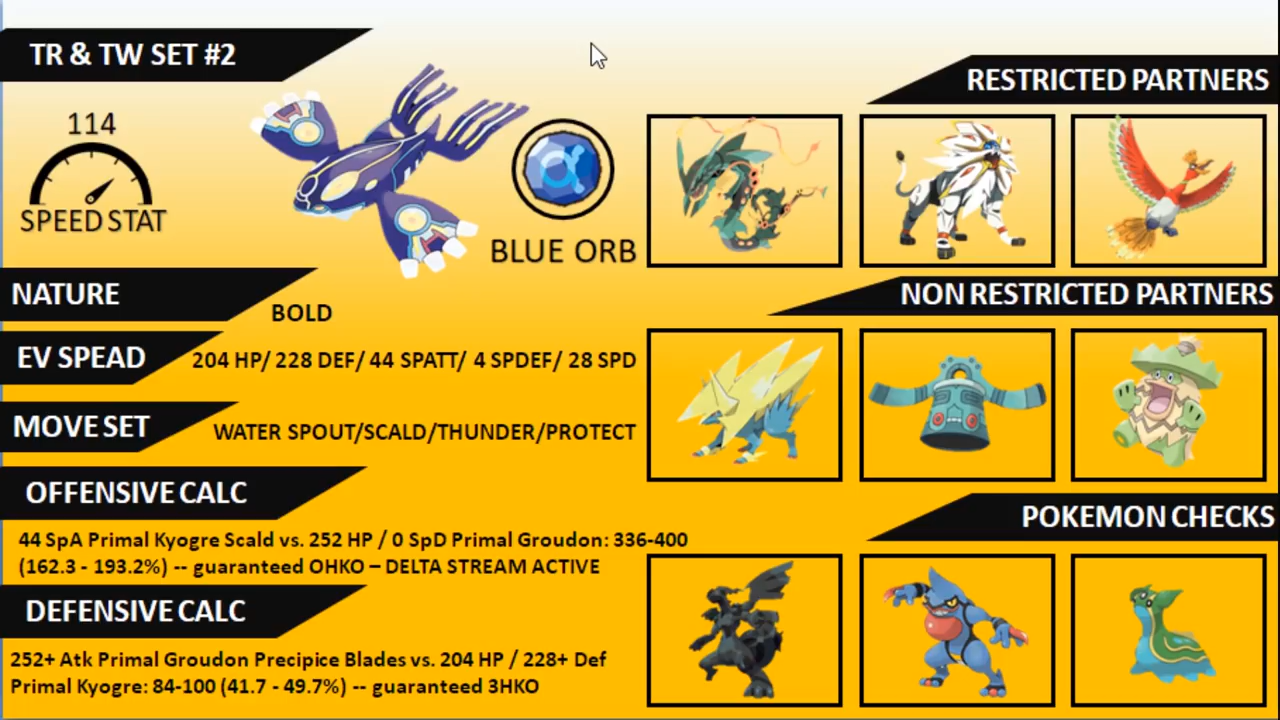 TR & TW SET #2
114
SPEED STAT
BLUE ORB
NATURE
BOLD
EV SPEAD
204 HP/ 228 DEF/ 44 SPATT/ 4 SPDEF/ 28 SPD
MOVE SET
WATER SPOUT/SCALD/THUNDER/PROTECT
OFFENSIVE CALC
44 SpA Primal Kyogre Scald vs. 252 HP / 0 SpD Primal Groudon: 336-400
(162.3 - 193.2%) -- guaranteed OHKO – DELTA STREAM ACTIVE
DEFENSIVE CALC
252+ Atk Primal Groudon Precipice Blades vs. 204 HP / 228+ Def
Primal Kyogre: 84-100 (41.7 - 49.7%) -- guaranteed 3HKO
RESTRICTED PARTNERS
NON RESTRICTED PARTNERS
POKEMON CHECKS